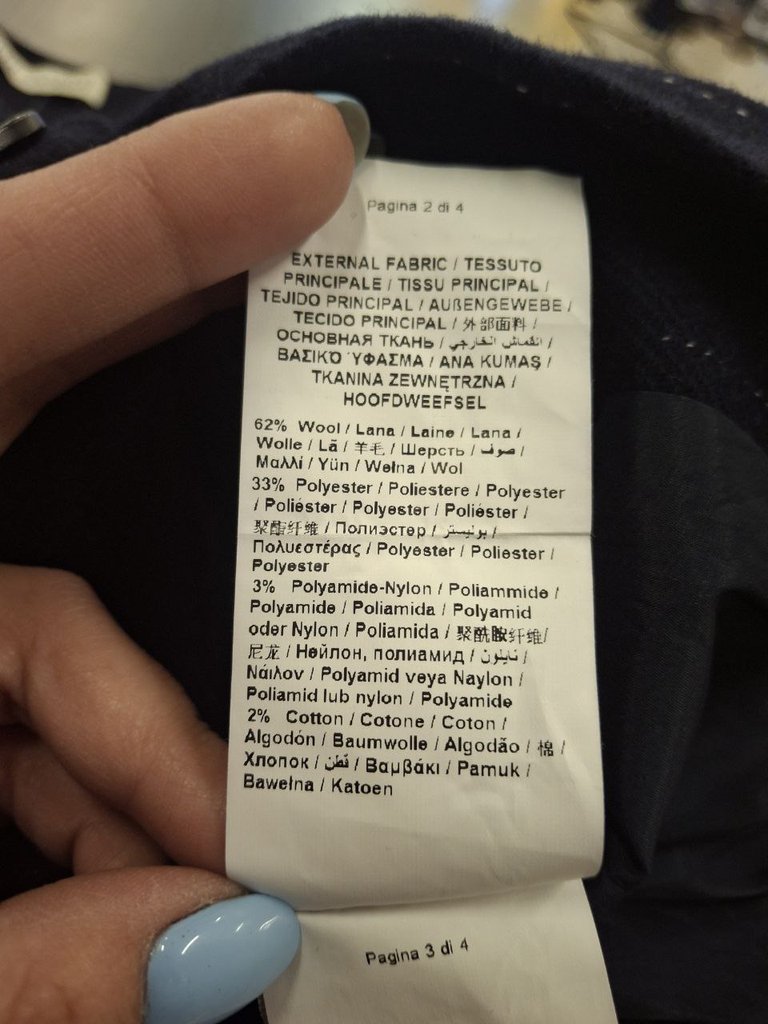 Pagina 2 di 4
EXTERNAL FABRIC / TESSUTO
PRINCIPALE / TISSU PRINCIPAL /
TEJIDO PRINCIPAL / AUßENGEWEBE /
TECIDO PRINCIPAL / 外部面料 /
ОСНОВНАЯ ТКАНЬ / انقماش الخارجي /
ΒΑΣΙΚΌ ΎΦΑΣΜΑ / ANA KUMAŞ /
TKANINA ZEWNĘTRZNA /
HOOFDWEEFSEL
62% Wool / Lana / Laine / Lana /
Wolle / Lã / 羊毛 / Шерсть / صوف /
Μαλλί / Yün / Wełna / Wol
33% Polyester / Poliestere / Polyester
/ Poliéster / Polyester / Poliéster /
聚酯纤维 / Полиэстер / بوليستر /
Πολυεστέρας / Polyester / Poliester /
Polyester
3% Polyamide-Nylon / Poliammide /
Polyamide / Poliamida / Polyamid
oder Nylon / Poliamida / 聚酰胺纤维/
尼龙 / Нейлон, полиамид / نايلون /
Νάιλον / Polyamid veya Naylon /
Poliamid lub nylon / Polyamide
2% Cotton / Cotone / Coton /
Algodón / Baumwolle / Algodão / 棉 /
Хлопок / قطن / Βαμβάκι / Pamuk /
Bawełna / Katoen
Pagina 3 di 4